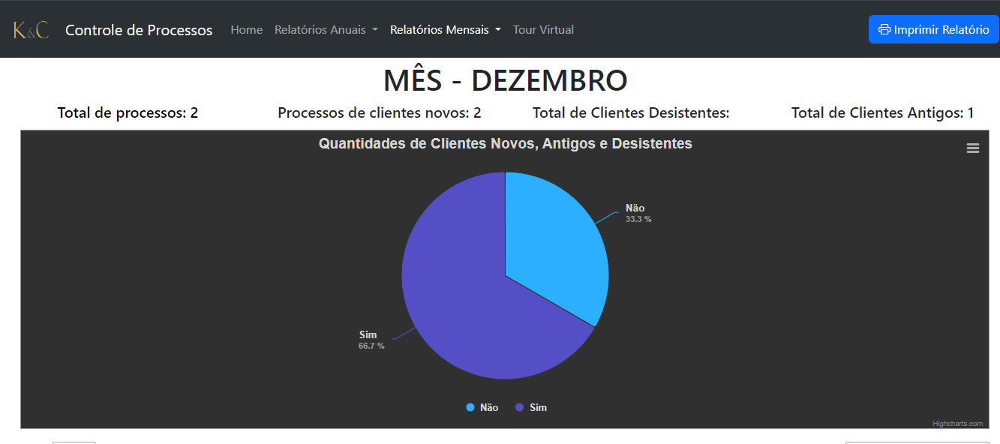 K&C Controle de Processos Home Relatórios Anuais Relatórios Mensais Tour Virtual Imprimir Relatório
MÊS - DEZEMBRO
Total de processos: 2 Processos de clientes novos: 2 Total de Clientes Desistentes: Total de Clientes Antigos: 1
Quantidades de Clientes Novos, Antigos e Desistentes
Não
33.3 %
Sim
66.7 %
Não Sim
Highcharts.com